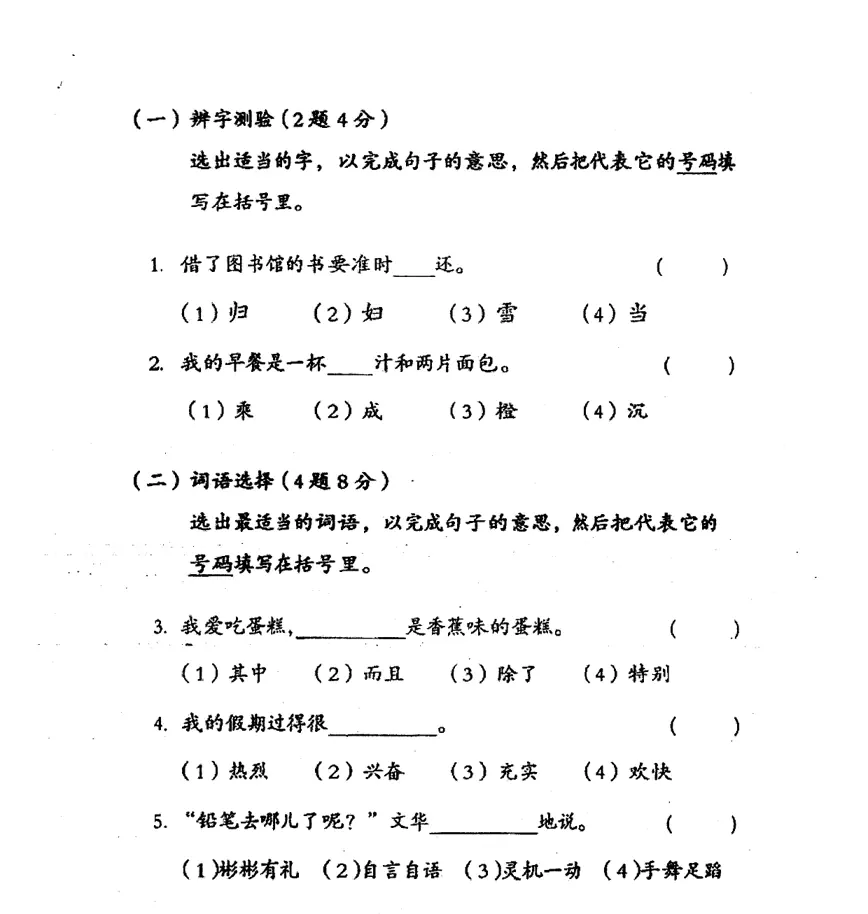 (一) 辨字测验(2题4分)
选出适当的字，以完成句子的意思，然后把代表它的号码填
写在括号里。
1. 借了图书馆的书要准时____还。 ( )
(1) 归 (2) 妇 (3) 雪 (4) 当
2. 我的早餐是一杯____汁和两片面包。 ( )
(1) 乘 (2) 成 (3) 橙 (4) 沉
(二) 词语选择(4题8分)
选出最适当的词语，以完成句子的意思，然后把代表它的
号码填写在括号里。
3. 我爱吃蛋糕，__________是香蕉味的蛋糕。 ( )
(1) 其中 (2) 而且 (3) 除了 (4) 特别
4. 我的假期过得很__________。 ( )
(1) 热烈 (2) 兴奋 (3) 充实 (4) 欢快
5. “铅笔去哪儿了呢？”文华__________地说。 ( )
(1)彬彬有礼 (2)自言自语 (3)灵机一动 (4)手舞足蹈